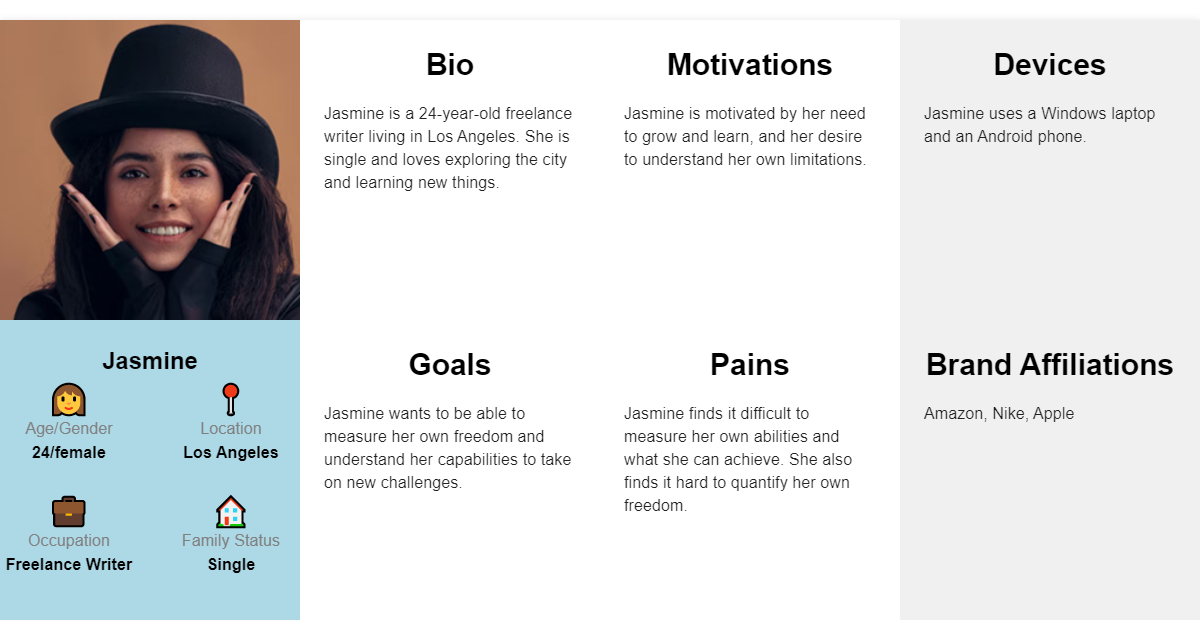 Bio
Jasmine is a 24-year-old freelance
writer living in Los Angeles. She is
single and loves exploring the city
and learning new things.
Motivations
Jasmine is motivated by her need
to grow and learn, and her desire
to understand her own limitations.
Devices
Jasmine uses a Windows laptop
and an Android phone.
Jasmine
Age/Gender
24/female
Location
Los Angeles
Occupation
Freelance Writer
Family Status
Single
Goals
Jasmine wants to be able to
measure her own freedom and
understand her capabilities to take
on new challenges.
Pains
Jasmine finds it difficult to
measure her own abilities and
what she can achieve. She also
finds it hard to quantify her own
freedom.
Brand Affiliations
Amazon, Nike, Apple